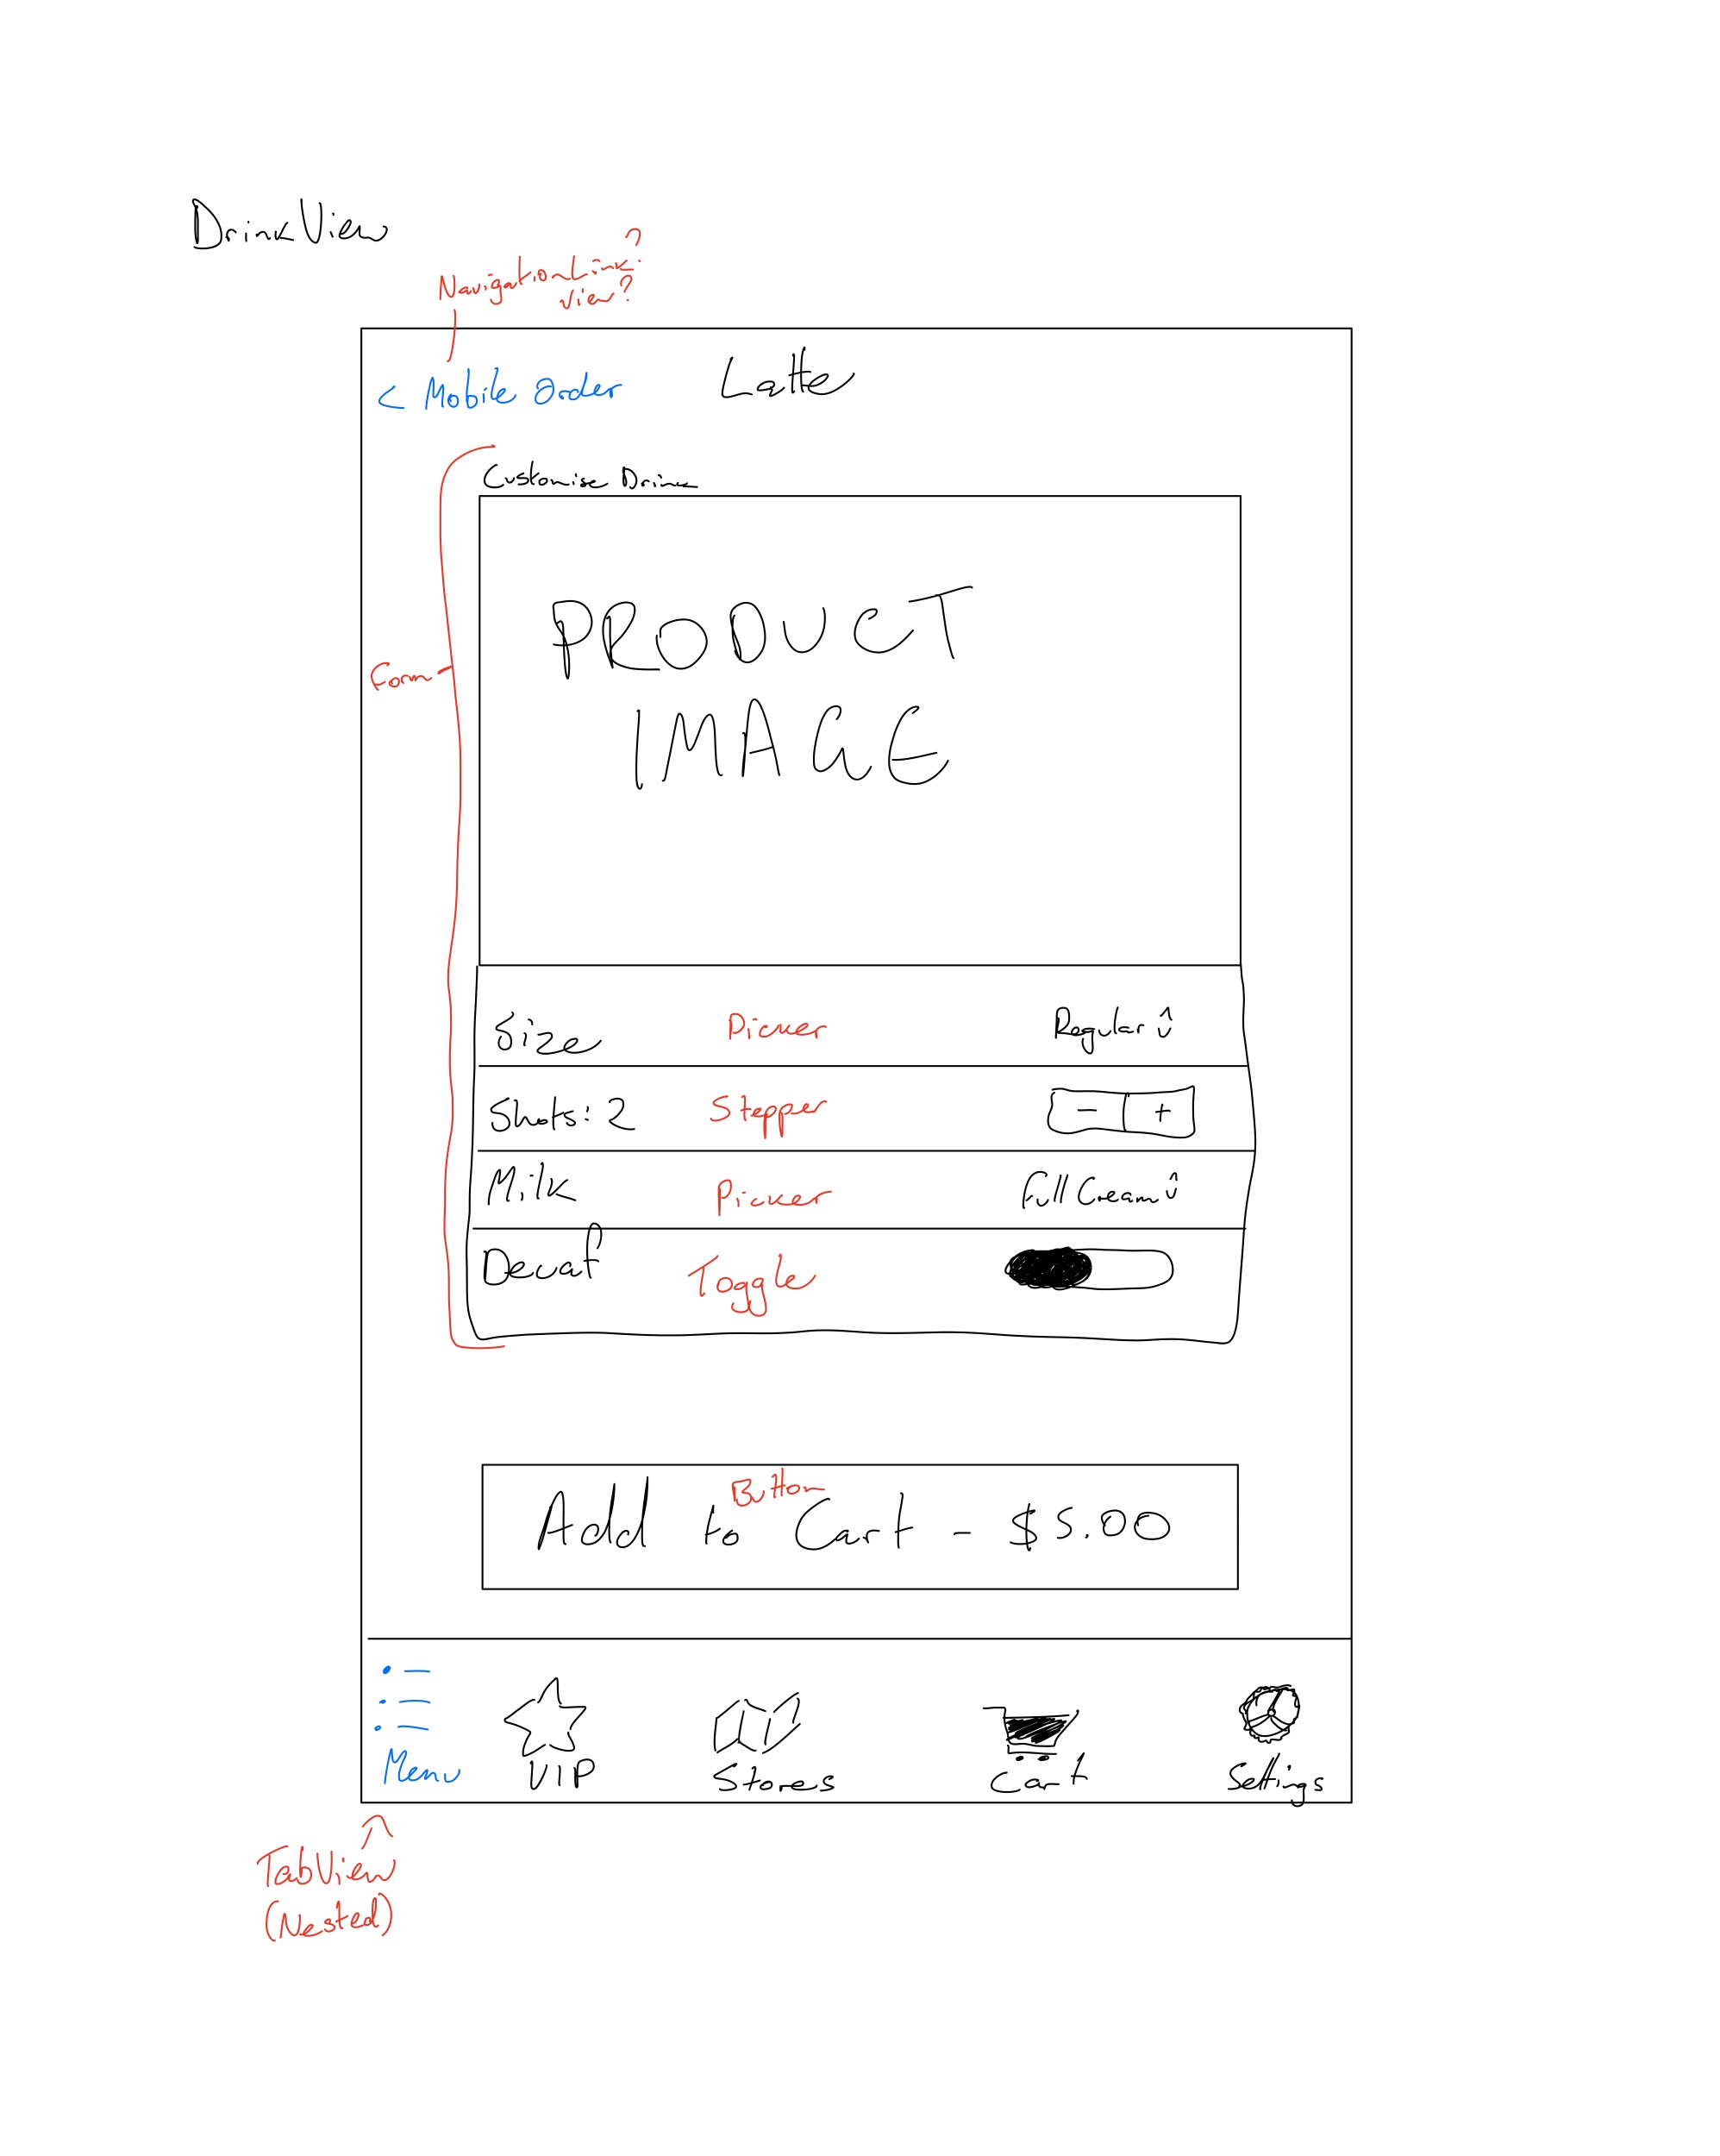 DrinkView
NavigationLink?
View?
< Mobile Order
Latte
Customise Drink
PRODUCT
IMAGE
Form
Size Picker Regular
Shots: 2 Stepper - +
Milk Picker Full Cream
Decaf Toggle
Button
Add to Cart - $5.00
Menu VIP Stores Cart Settings
TabView
(Nested)